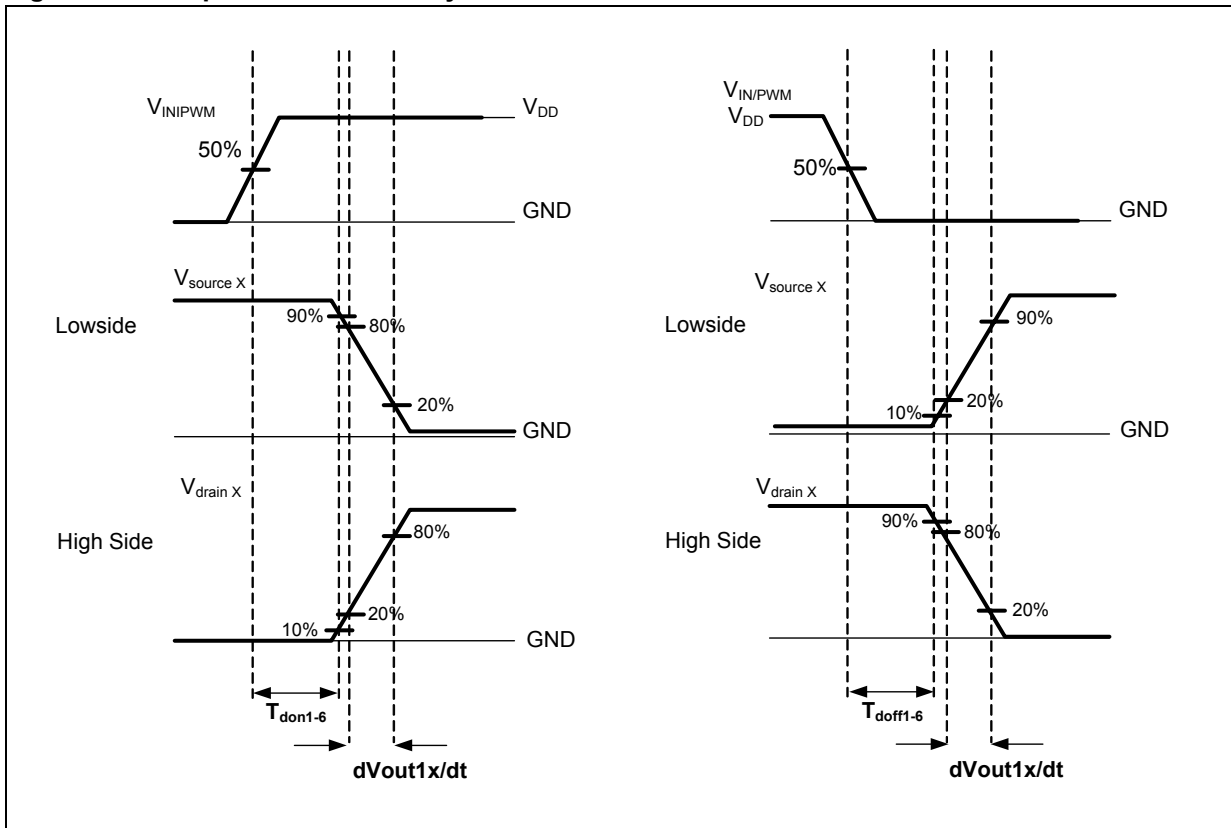 V_INIPWM
V_DD
50%
GND
V_source X
Lowside
90%
80%
20%
GND
V_drain X
High Side
80%
20%
10%
GND
T_don1-6
dVout1x/dt
V_IN/PWM
V_DD
50%
GND
V_source X
Lowside
90%
20%
10%
GND
V_drain X
High Side
90%
80%
20%
T_doff1-6
dVout1x/dt